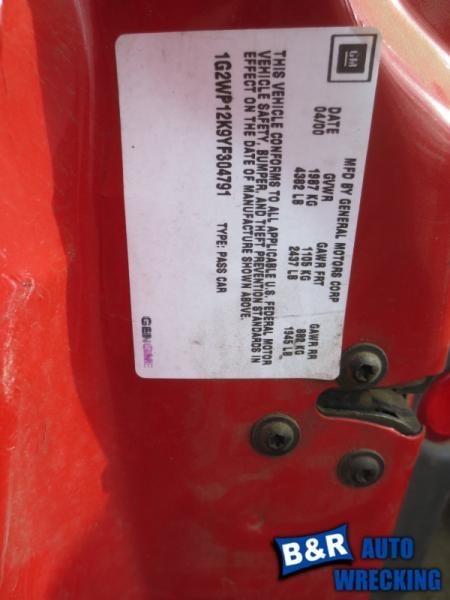 GM
MFD BY GENERAL MOTORS CORP
DATE GVWR GAWR FRT GAWR RR
04/00 1987 KG 1105 KG 882 KG
4382 LB 2437 LB 1945 LB
THIS VEHICLE CONFORMS TO ALL APPLICABLE U.S. FEDERAL MOTOR
VEHICLE SAFETY, BUMPER, AND THEFT PREVENTION STANDARDS IN
EFFECT ON THE DATE OF MANUFACTURE SHOWN ABOVE.
1G2WP12K9YF304791 TYPE: PASS CAR
GENUINE
B&R AUTO
WRECKING